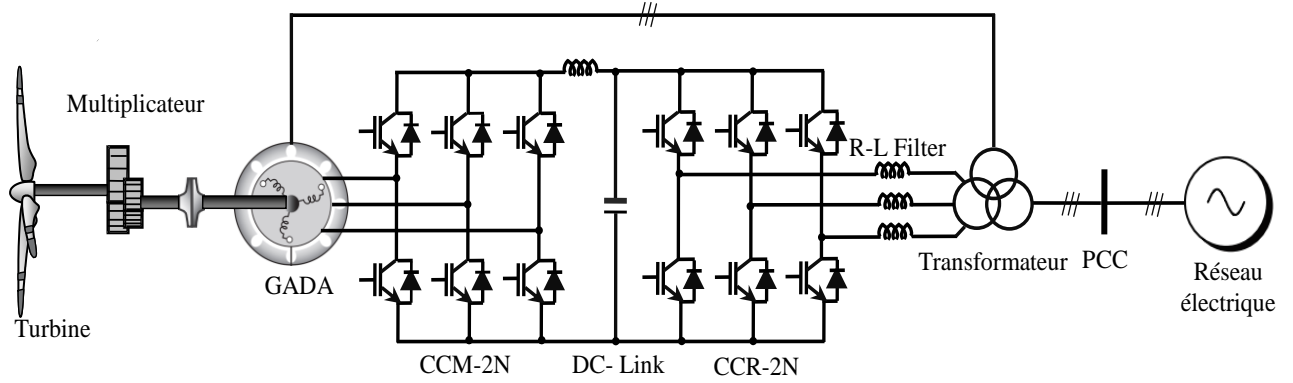 Multiplicateur
R-L Filter
GADA
Transformateur
PCC
Réseau
électrique
Turbine
CCM-2N
DC- Link
CCR-2N